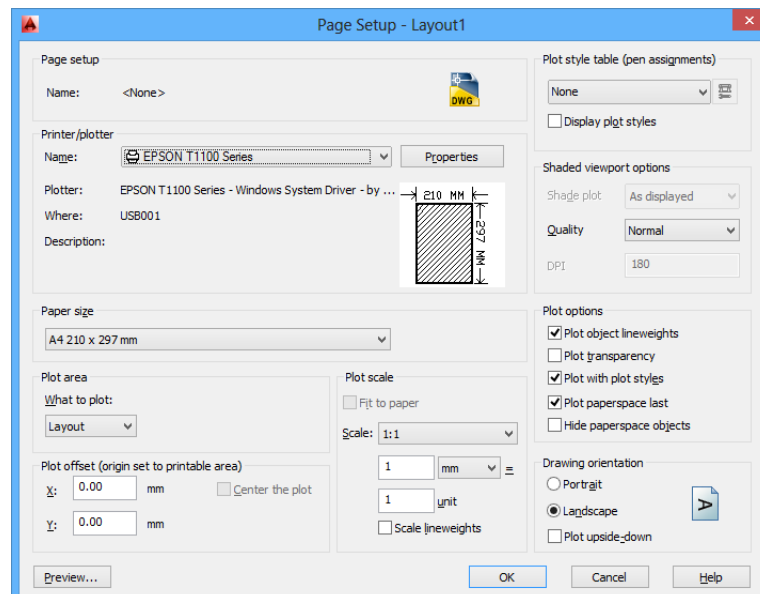 Page Setup - Layout1
Page setup
Name: <None>
DWG
Printer/plotter
Name: EPSON T1100 Series Properties
Plotter: EPSON T1100 Series - Windows System Driver - by ...
Where: USB001
Description:
210 MM
297 MM
Paper size
A4 210 x 297 mm
Plot area
What to plot:
Layout
Plot offset (origin set to printable area)
X: 0.00 mm Center the plot
Y: 0.00 mm
Plot scale
Fit to paper
Scale: 1:1
1 mm =
1 unit
Scale lineweights
Plot style table (pen assignments)
None
Display plot styles
Shaded viewport options
Shade plot As displayed
Quality Normal
DPI 180
Plot options
Plot object lineweights
Plot transparency
Plot with plot styles
Plot paperspace last
Hide paperspace objects
Drawing orientation
Portrait
Landscape
A
Plot upside-down
Preview... OK Cancel Help